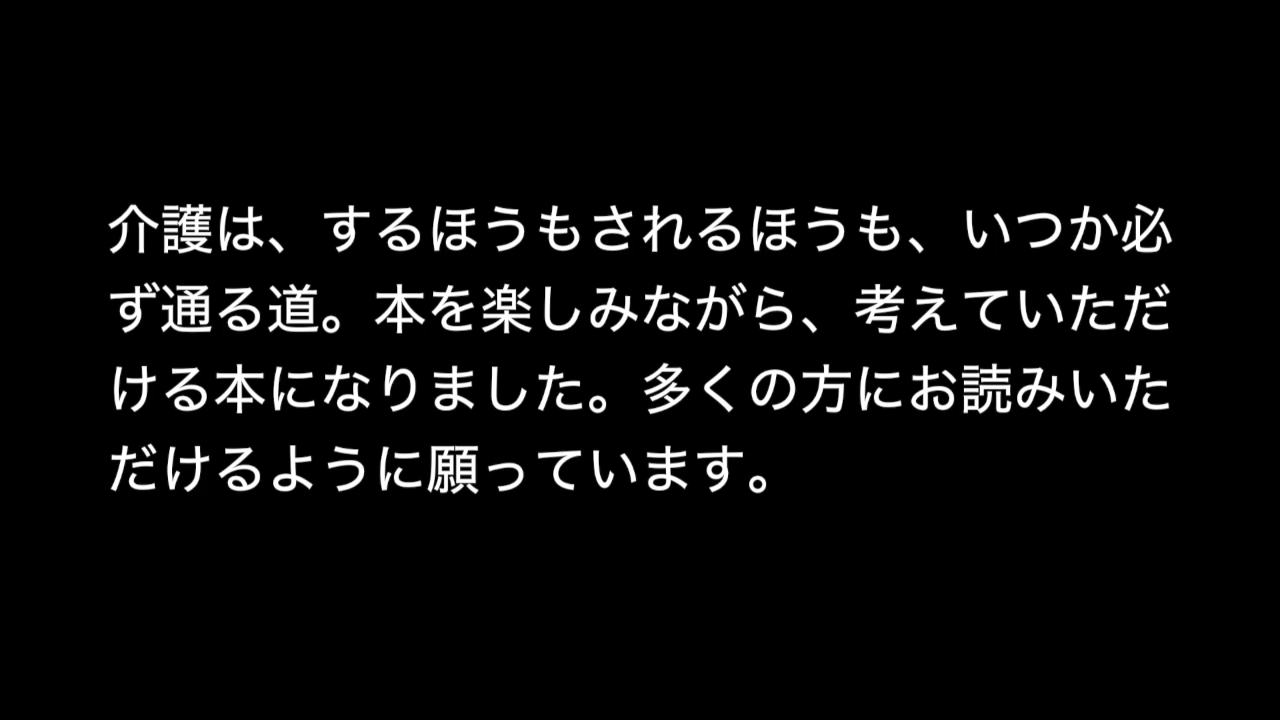 介護は、するほうもされるほうも、いつか必
ず通る道。本を楽しみながら、考えていただ
ける本になりました。多くの方にお読みいた
だけるように願っています。